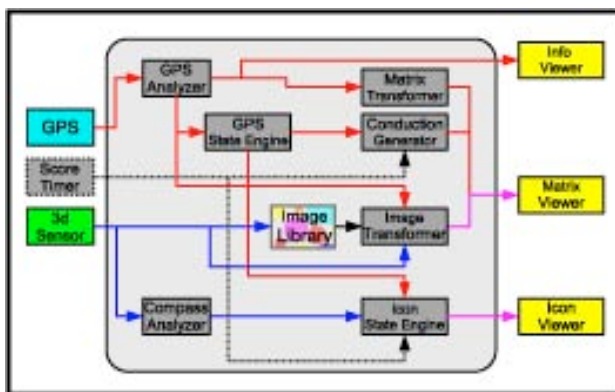 GPS
Analyzer
Info
Viewer
Matrix
Transformer
GPS
GPS
State Engine
Conduction
Generator
Score
Timer
Matrix
Viewer
3d
Sensor
Image
Library
Image
Transformer
Compass
Analyzer
Icon
State Engine
Icon
Viewer